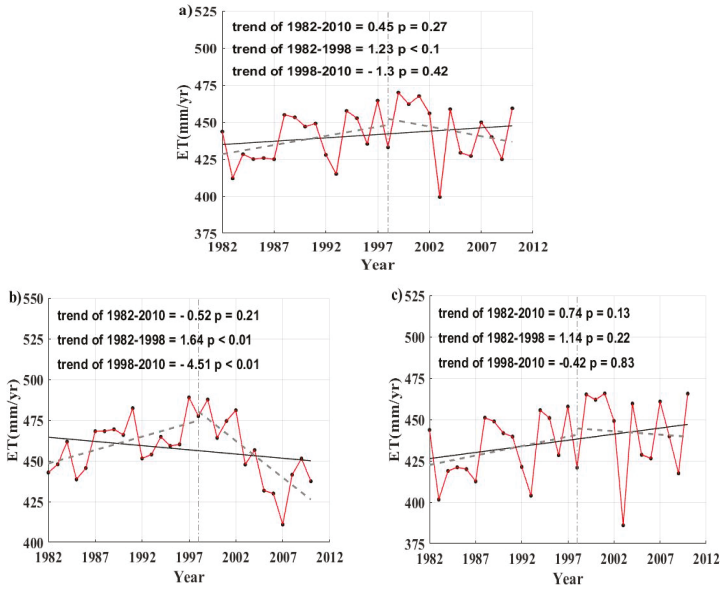 a)
525
500
475
450
425
400
375
ET(mm/yr)
trend of 1982-2010 = 0.45 p = 0.27
trend of 1982-1998 = 1.23 p < 0.1
trend of 1998-2010 = - 1.3 p = 0.42
1982 1987 1992 1997 2002 2007 2012
Year
b)
550
525
500
475
450
425
400
ET(mm/yr)
trend of 1982-2010 = - 0.52 p = 0.21
trend of 1982-1998 = 1.64 p < 0.01
trend of 1998-2010 = - 4.51 p < 0.01
1982 1987 1992 1997 2002 2007 2012
Year
c)
525
500
475
450
425
400
375
ET(mm/yr)
trend of 1982-2010 = 0.74 p = 0.13
trend of 1982-1998 = 1.14 p = 0.22
trend of 1998-2010 = -0.42 p = 0.83
1982 1987 1992 1997 2002 2007 2012
Year